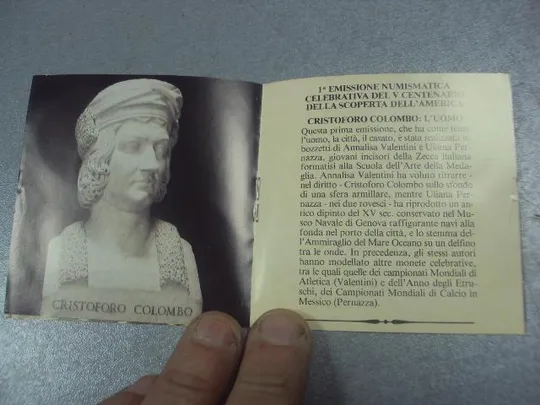 CRISTOFORO COLOMBO
1ª EMISSIONE NUMISMATICA
CELEBRATIVA DEL V CENTENARIO
DELLA SCOPERTA DELL'AMERICA
CRISTOFORO COLOMBO: L'UOMO
Questa prima emissione, che ha come temi
l'uomo, la città, il casato, è stata realizzata su
bozzetti di Annalisa Valentini e Uliana Per-
nazza, giovani incisori della Zecca italiana
formatisi alla Scuola dell'Arte della Meda-
glia. Annalisa Valentini ha voluto ritrarre -
nel diritto - Cristoforo Colombo sullo sfondo
di una sfera armillare, mentre Uliana Per-
nazza - nei due rovesci - ha riprodotto un an-
tico dipinto del XV sec. conservato nel Mu-
seo Navale di Genova raffigurante navi alla
fonda nel porto della città, e lo stemma del-
l'Ammiraglio del Mare Oceano su un delfino
tra le onde. In precedenza, gli stessi autori
hanno modellato altre monete celebrative,
tra le quali quelle dei campionati Mondiali di
Atletica (Valentini) e dell'Anno degli Etru-
schi, dei Campionati Mondiali di Calcio in
Messico (Pernazza).